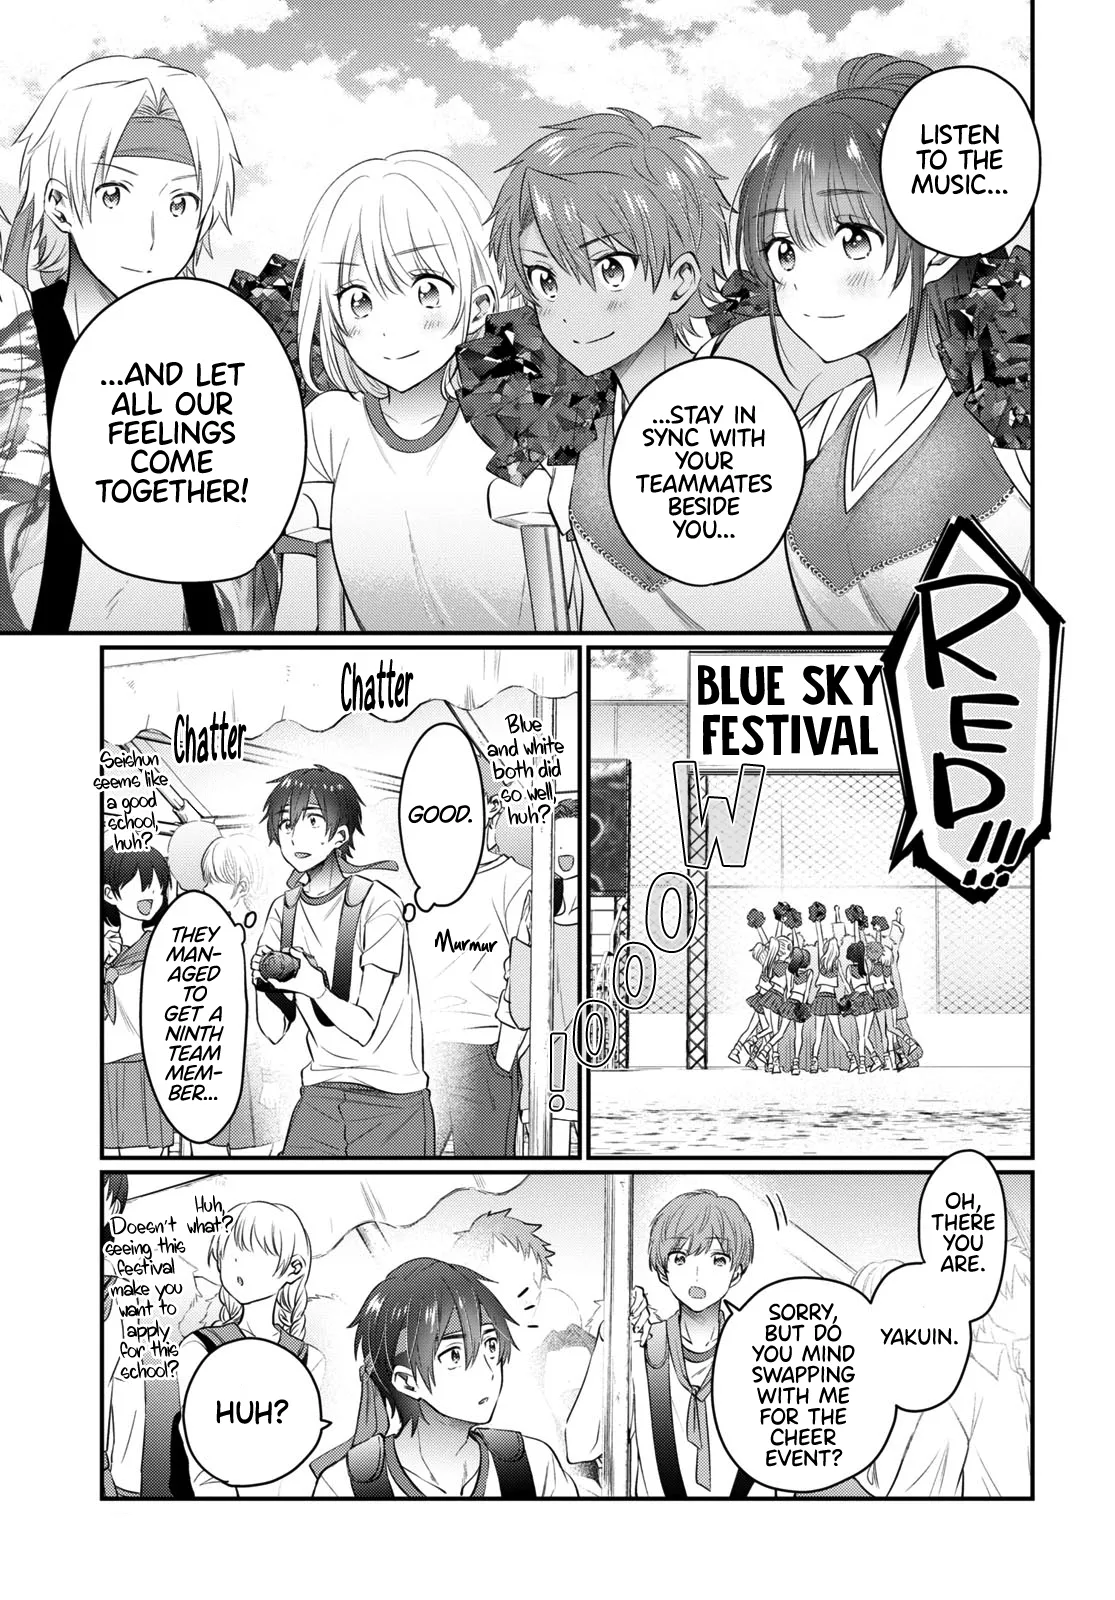 LISTEN
TO THE
MUSIC...
...STAY IN
SYNC WITH
YOUR
TEAMMATES
BESIDE
YOU...
...AND LET
ALL OUR
FEELINGS
COME
TOGETHER!
RED!!!
BLUE SKY
FESTIVAL
WOOOOO!
Blue
and white
both did
so well,
huh?
GOOD.
Chatter
Chatter
Murmur
THEY
MAN-
AGED
TO
GET A
NINTH
TEAM
MEM-
BER...
Seishun
seems like
a good
school,
huh?
OH,
THERE
YOU
ARE.
YAKUIN.
SORRY,
BUT DO
YOU MIND
SWAPPING
WITH ME
FOR THE
CHEER
EVENT?
HUH?
Huh,
what?
Doesn't
seeing this
festival
make you
want to
apply
for this
school?